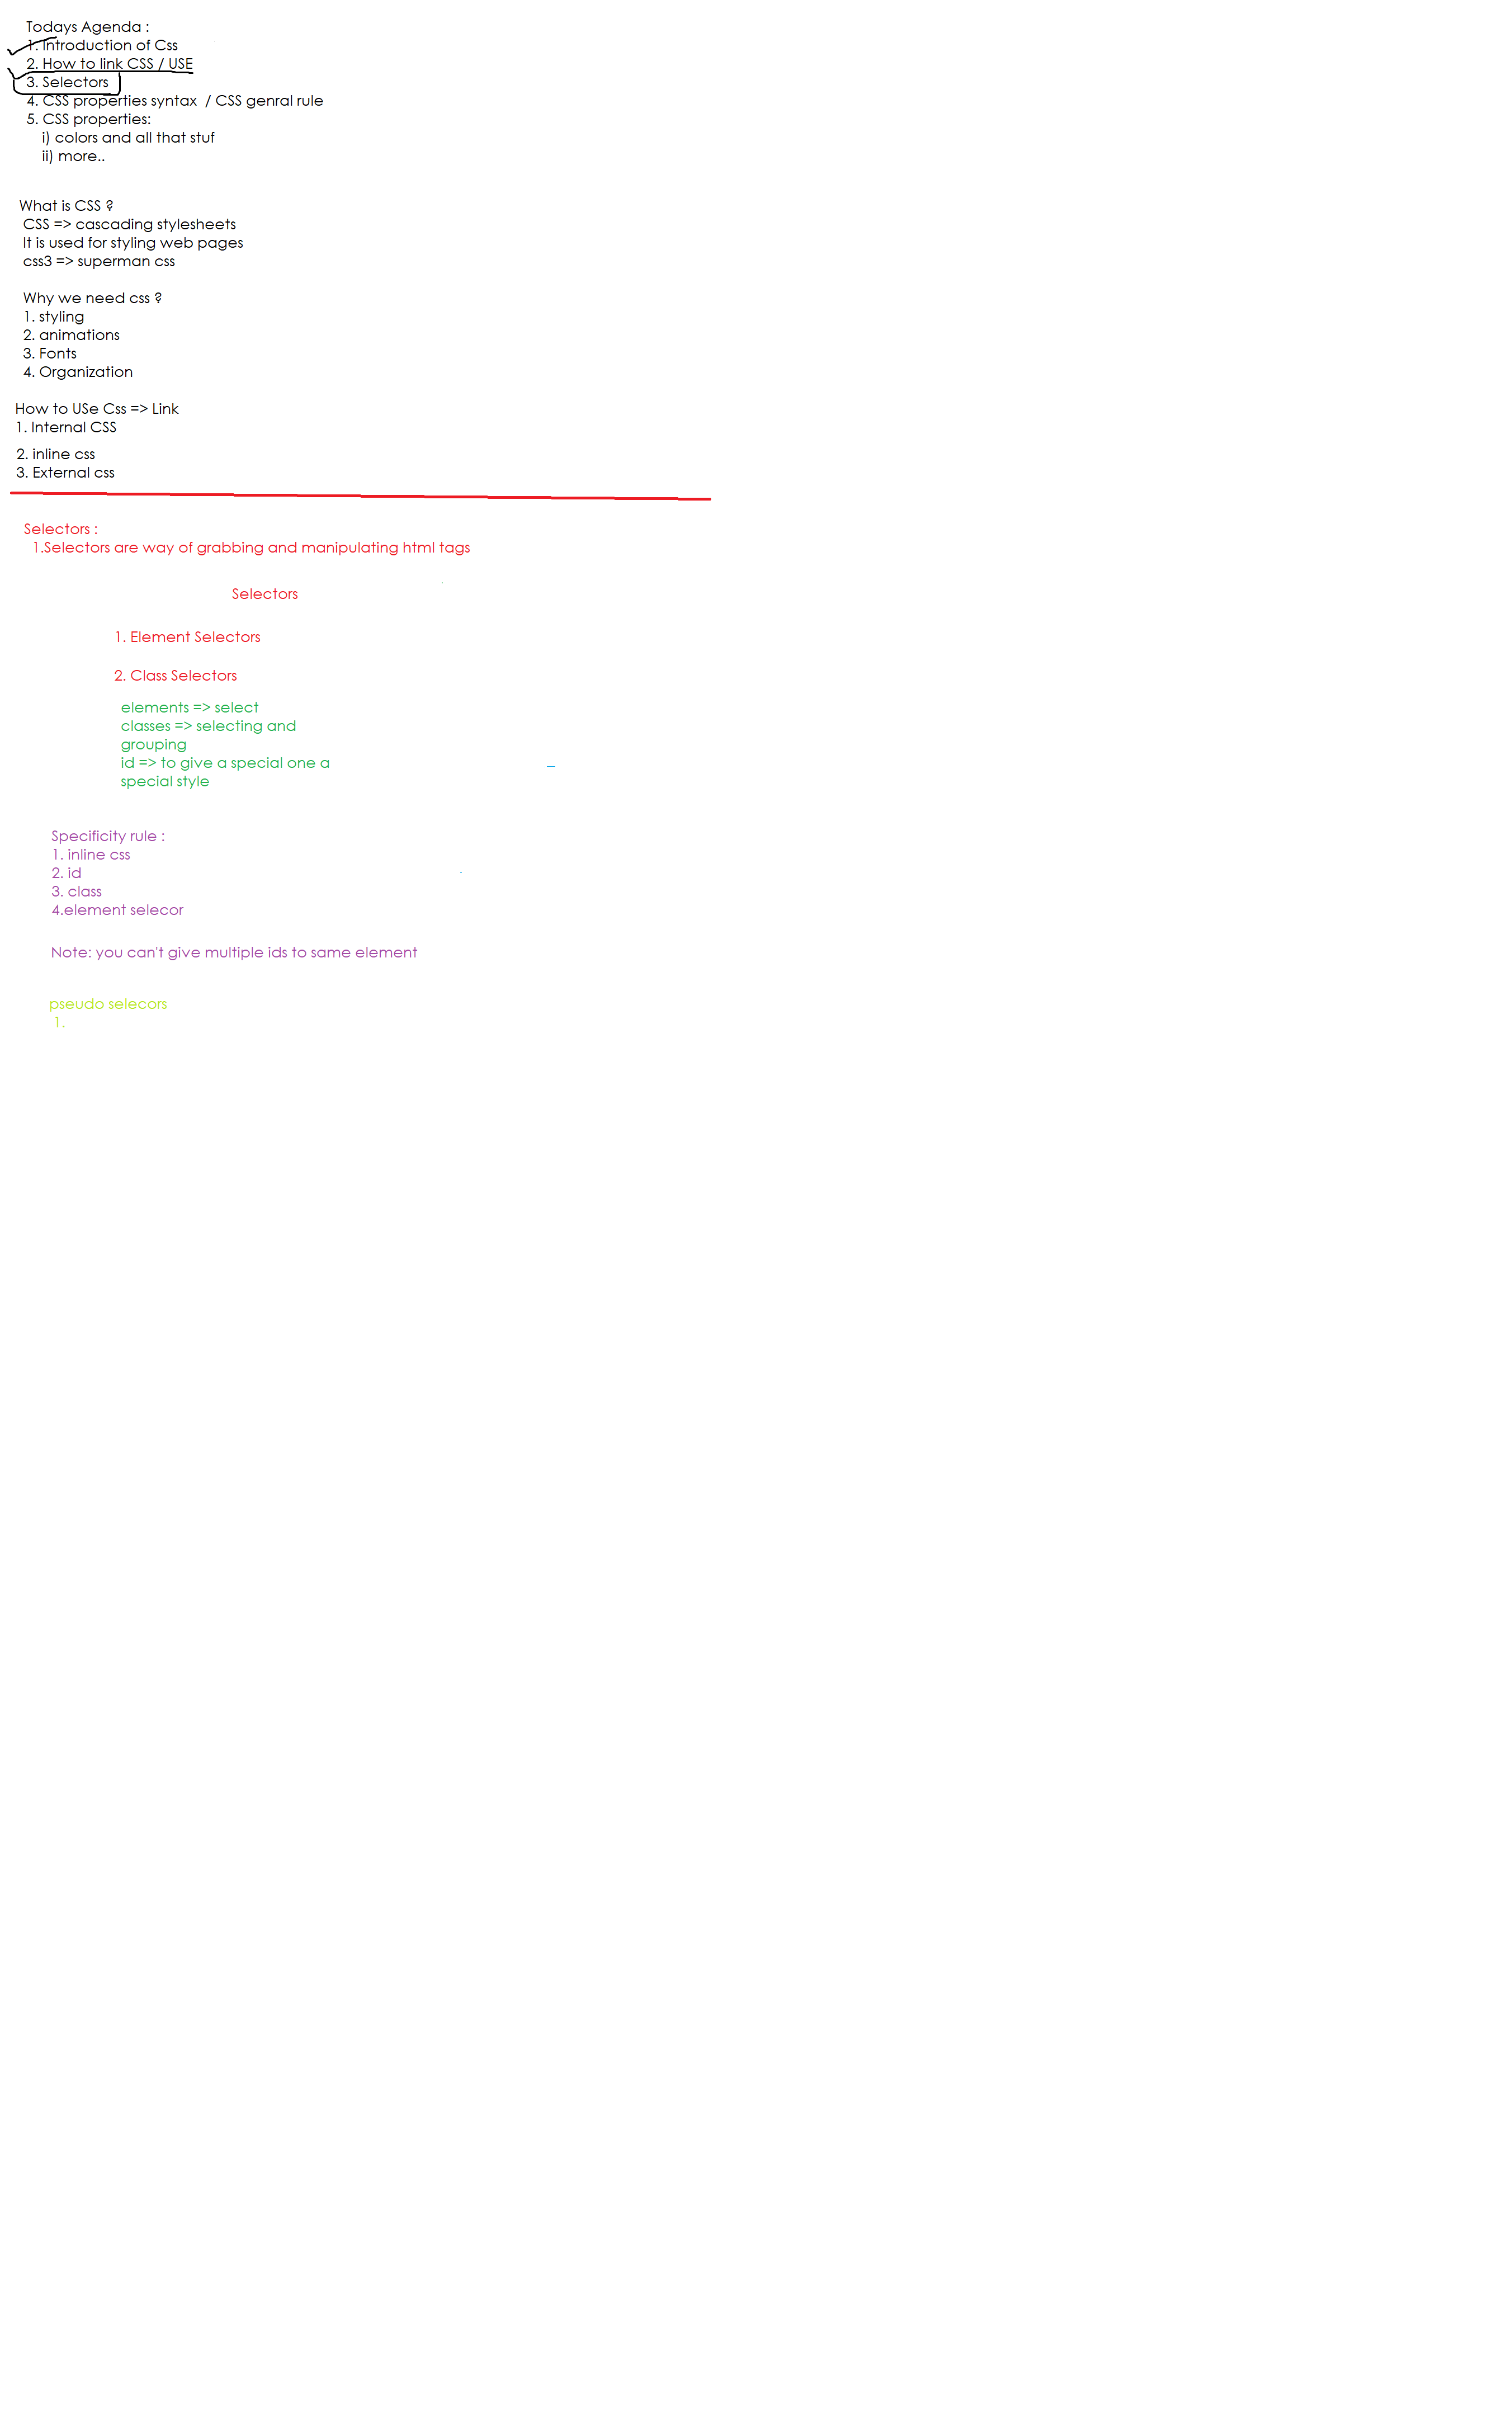 Todays Agenda :
1. Introduction of Css
2. How to link CSS / USE
3. Selectors
4. CSS properties syntax  / CSS genral rule
5. CSS properties:
i) colors and all that stuf
ii) more..
What is CSS ?
CSS => cascading stylesheets
It is used for styling web pages
css3 => superman css
Why we need css ?
1. styling
2. animations
3. Fonts
4. Organization
How to USe Css => Link
1. Internal CSS
2. inline css
3. External css
Selectors :
1.Selectors are way of grabbing and manipulating html tags
Selectors
1. Element Selectors
2. Class Selectors
elements => select
classes => selecting and
grouping
id => to give a special one a
special style
Specificity rule :
1. inline css
2. id
3. class
4.element selecor
Note: you can't give multiple ids to same element
pseudo selecors
1.